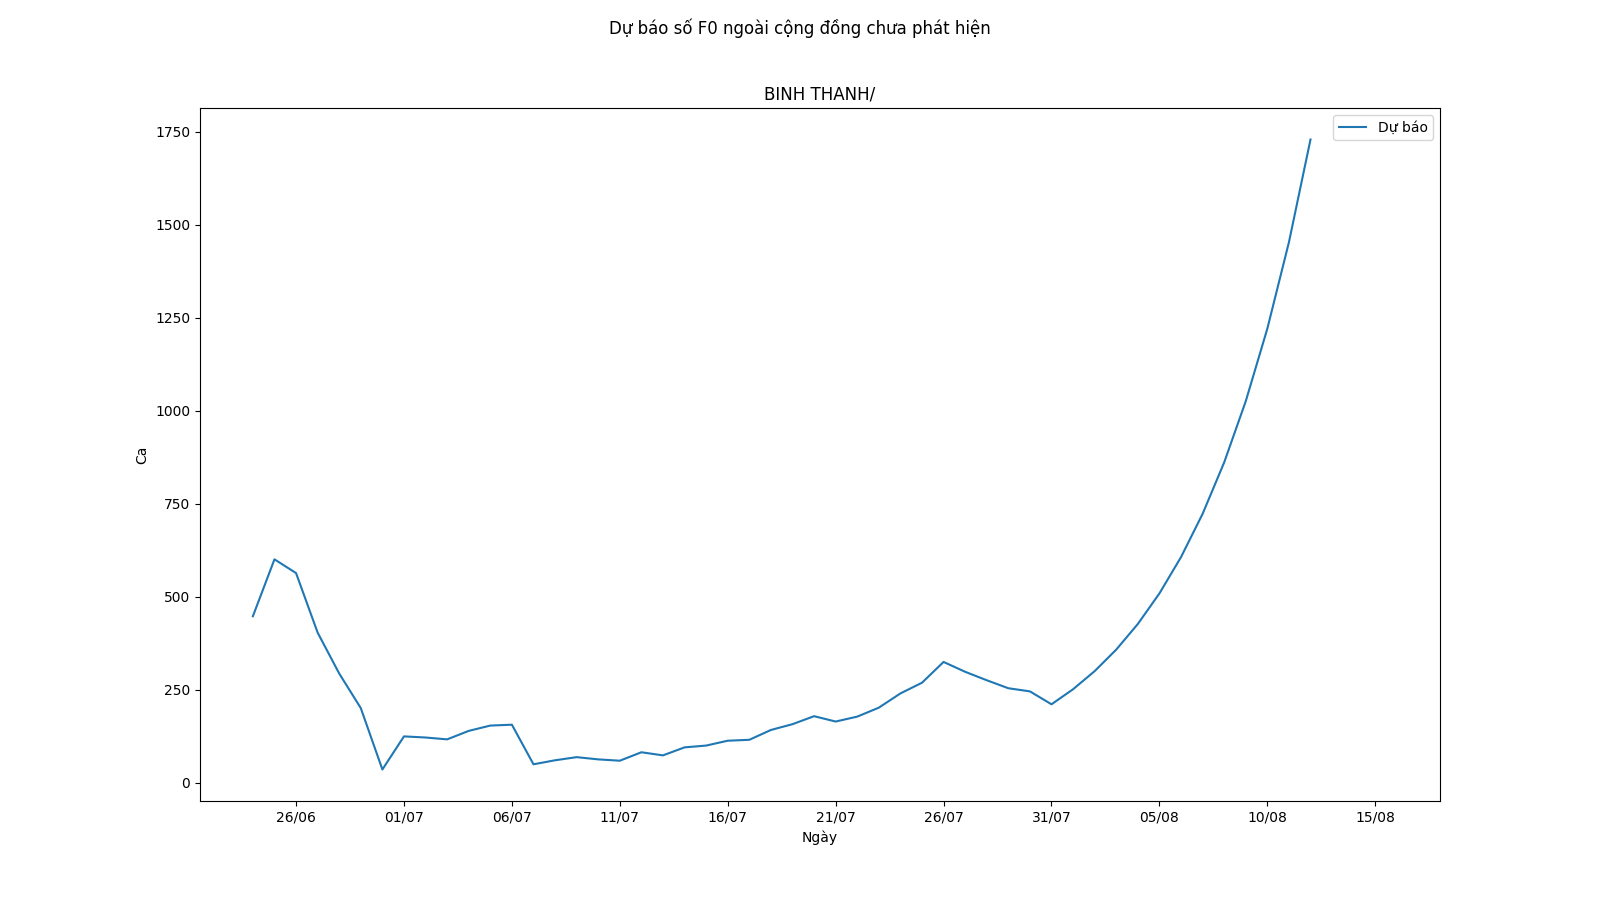 Dự báo số F0 ngoài cộng đồng chưa phát hiện
BINH THANH/
Dự báo
1750
1500
1250
1000
750
500
250
0
Ca
26/06 01/07 06/07 11/07 16/07 21/07 26/07 31/07 05/08 10/08 15/08
Ngày